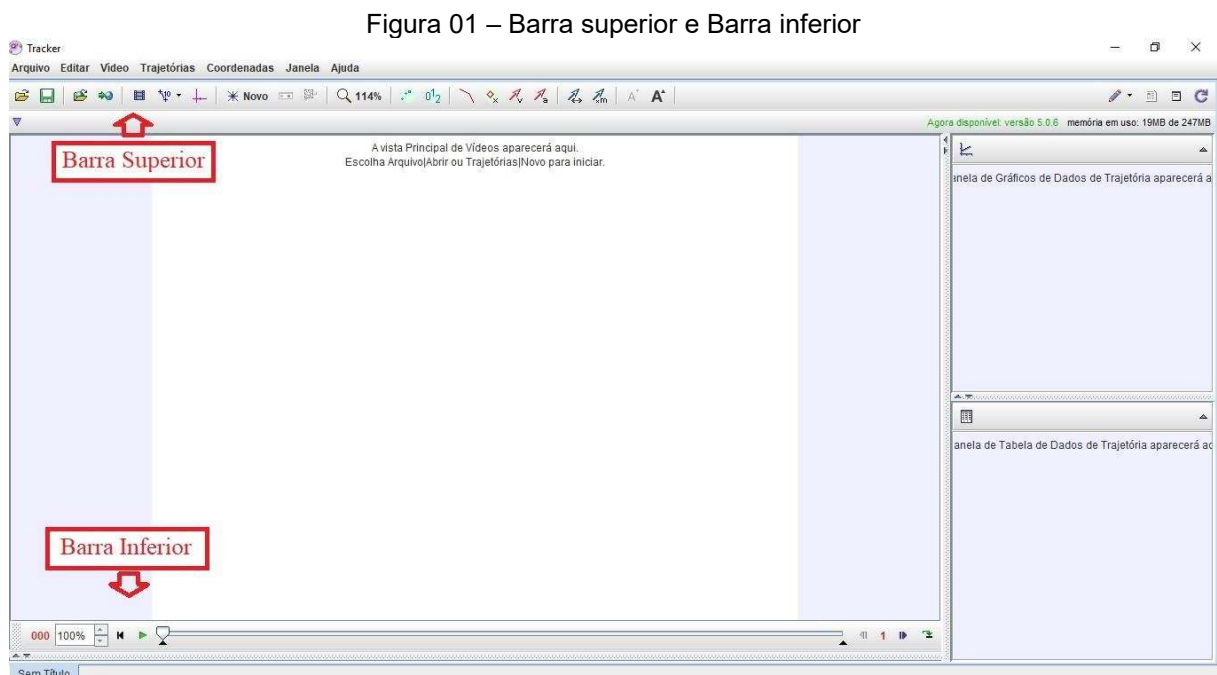 Figura 01 – Barra superior e Barra inferior
Tracker
Arquivo Editar Video Trajetórias Coordenadas Janela Ajuda
Novo 114% A A
Agora disponível: versão 5.0.6 memória em uso: 19MB de 247MB
Barra Superior
A vista Principal de Vídeos aparecerá aqui.
Escolha Arquivo|Abrir ou Trajetórias|Novo para iniciar.
anela de Gráficos de Dados de Trajetória aparecerá a
anela de Tabela de Dados de Trajetória aparecerá
Barra Inferior
000 100% 1
Sem Título